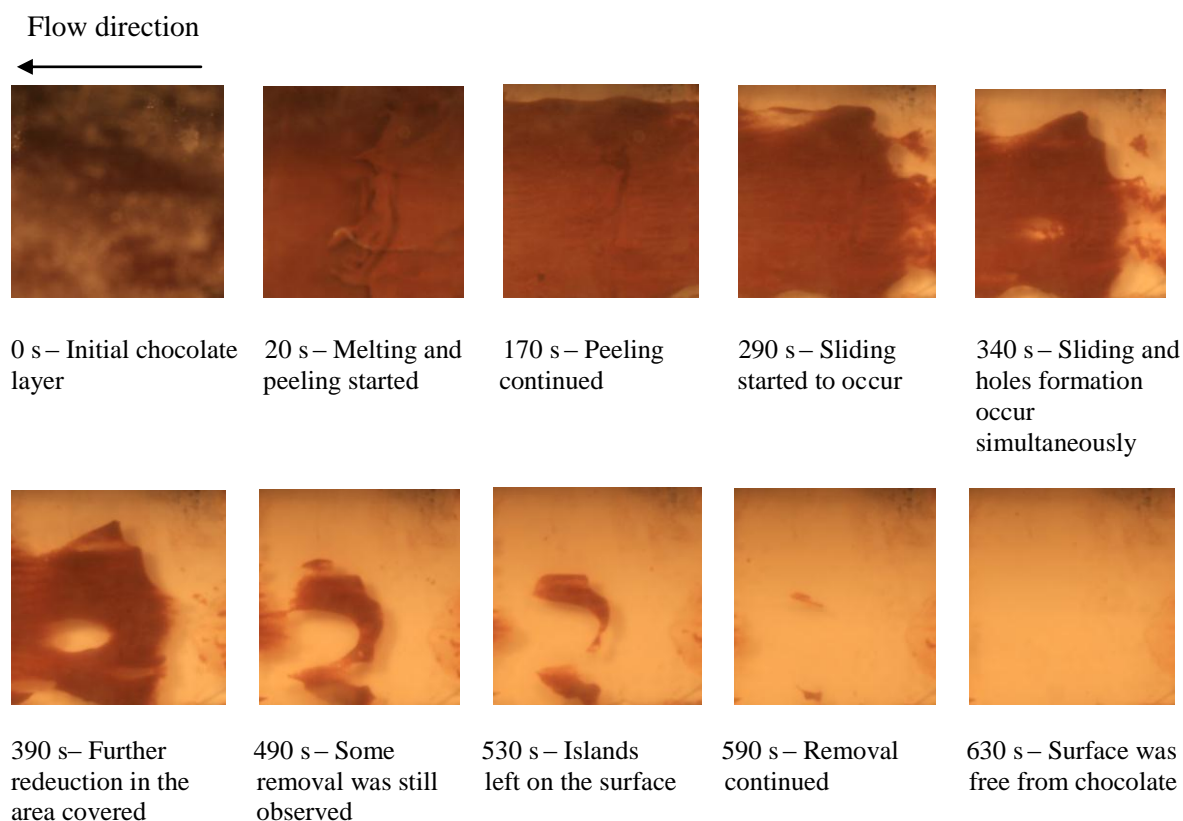 Flow direction
0 s – Initial chocolate
layer
20 s – Melting and
peeling started
170 s – Peeling
continued
290 s – Sliding
started to occur
340 s – Sliding and
holes formation
occur
simultaneously
390 s– Further
redeuction in the
area covered
490 s – Some
removal was still
observed
530 s – Islands
left on the surface
590 s – Removal
continued
630 s – Surface was
free from chocolate